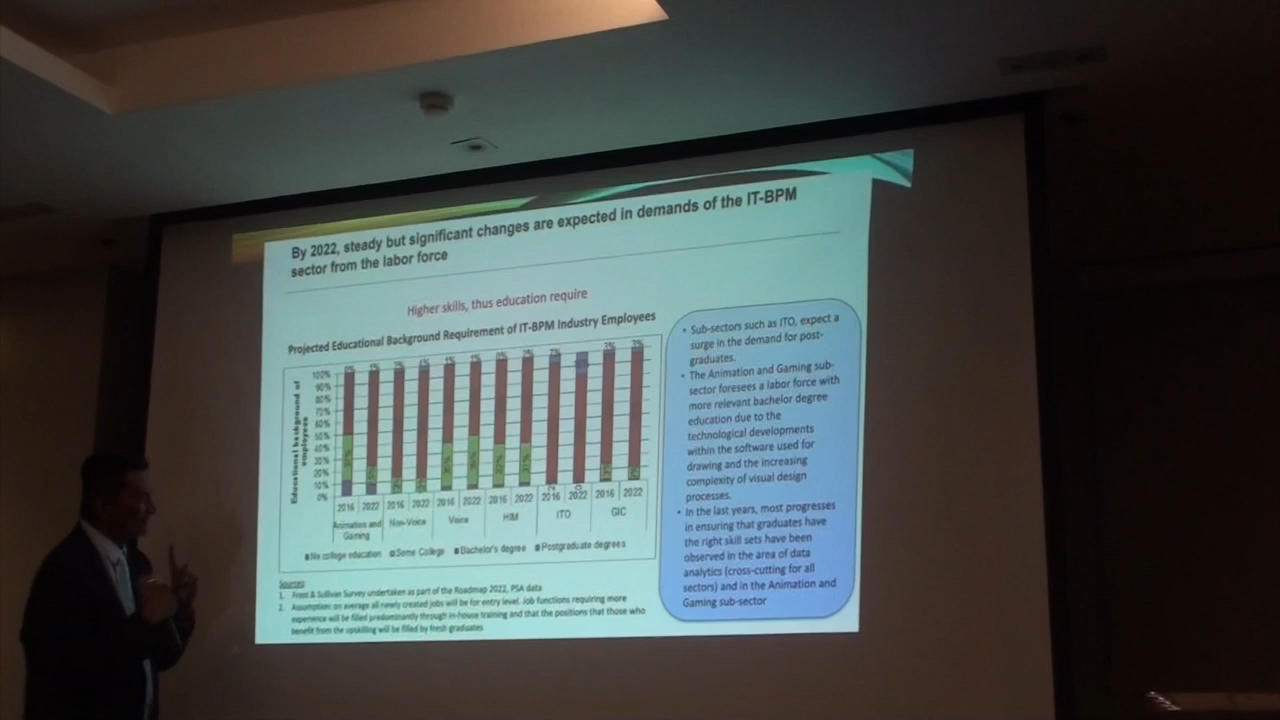 By 2022, steady but significant changes are expected in demands of the IT-BPM
sector from the labor force
Higher skills, thus education require
Projected Educational Background Requirement of IT-BPM Industry Employees
Educational background of
employees
100%
90%
80%
70%
60%
50%
40%
30%
20%
10%
0%
2016 2022 2016 2022 2016 2022 2016 2022 2016 2022 2016 2022
Animation and
Gaming
Non-Voice
Voice
HIM
ITO
GIC
No college education Some College Bachelor's degree Postgraduate degrees
Sources
1. Frost & Sullivan Survey undertaken as part of the Roadmap 2022, PSA data
2. Assumption: on average all newly created jobs will be for entry level. Job functions requiring more
experience will be filled predominantly through in-house training and that the positions that those who
benefit from the upskilling will be filled by fresh graduates
• Sub-sectors such as ITO, expect a
surge in the demand for post-
graduates.
• The Animation and Gaming sub-
sector foresees a labor force with
more relevant bachelor degree
education due to the
technological developments
within the software used for
drawing and the increasing
complexity of visual design
processes.
• In the last years, most progresses
in ensuring that graduates have
the right skill sets have been
observed in the area of data
analytics (cross-cutting for all
sectors) and in the Animation and
Gaming sub-sector